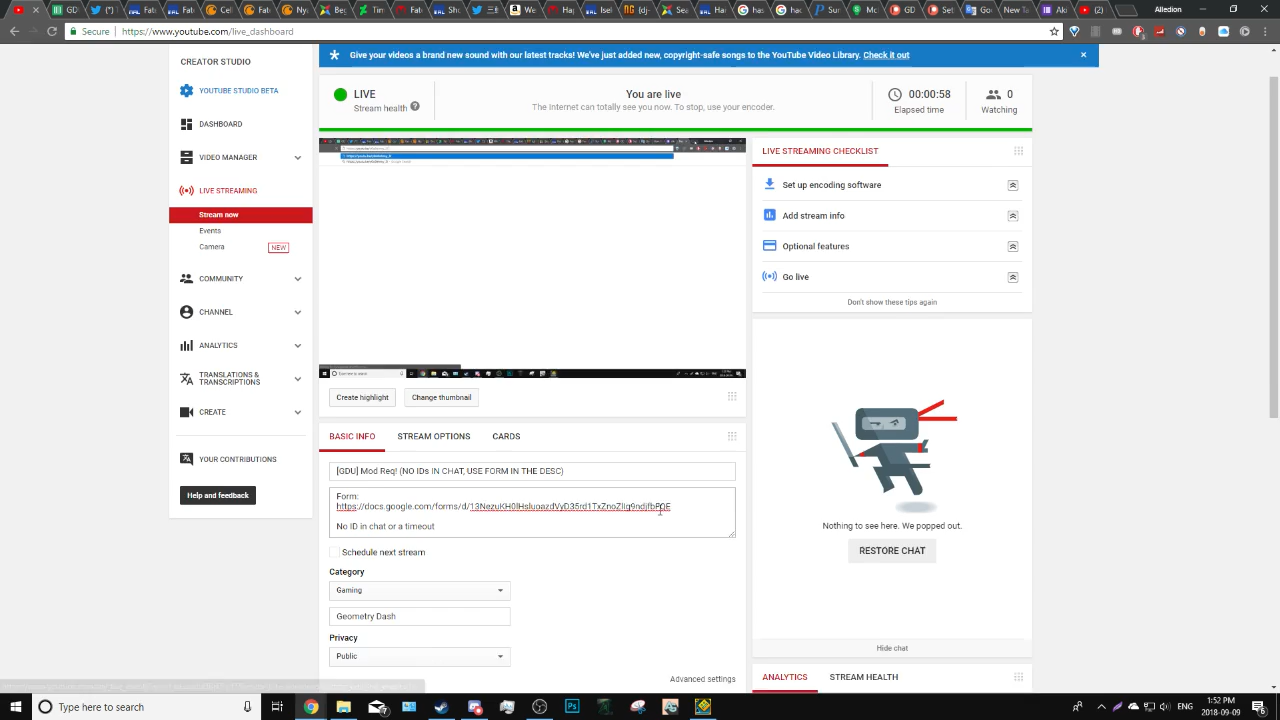 Secure
https://www.youtube.com/live_dashboard
CREATOR STUDIO
YOUTUBE STUDIO BETA
DASHBOARD
VIDEO MANAGER
LIVE STREAMING
Stream now
Events
Camera
NEW
COMMUNITY
CHANNEL
ANALYTICS
TRANSLATIONS &
TRANSCRIPTIONS
CREATE
YOUR CONTRIBUTIONS
Help and feedback
Give your videos a brand new sound with our latest tracks! We've just added new, copyright-safe songs to the YouTube Video Library. Check it out
LIVE
Stream health
You are live
The Internet can totally see you now. To stop, use your encoder.
00:00:58
Elapsed time
0
Watching
Create highlight
Change thumbnail
BASIC INFO
STREAM OPTIONS
CARDS
[GDU] Mod Req! (NO IDs IN CHAT, USE FORM IN THE DESC)
Form:
No ID in chat or a timeout
Schedule next stream
Category
Gaming
Geometry Dash
Privacy
Public
Advanced settings
LIVE STREAMING CHECKLIST
Set up encoding software
Add stream info
Optional features
Go live
Don't show these tips again
Nothing to see here. We popped out.
RESTORE CHAT
Hide chat
ANALYTICS
STREAM HEALTH
Type here to search
1:52 PM
2018-09-09